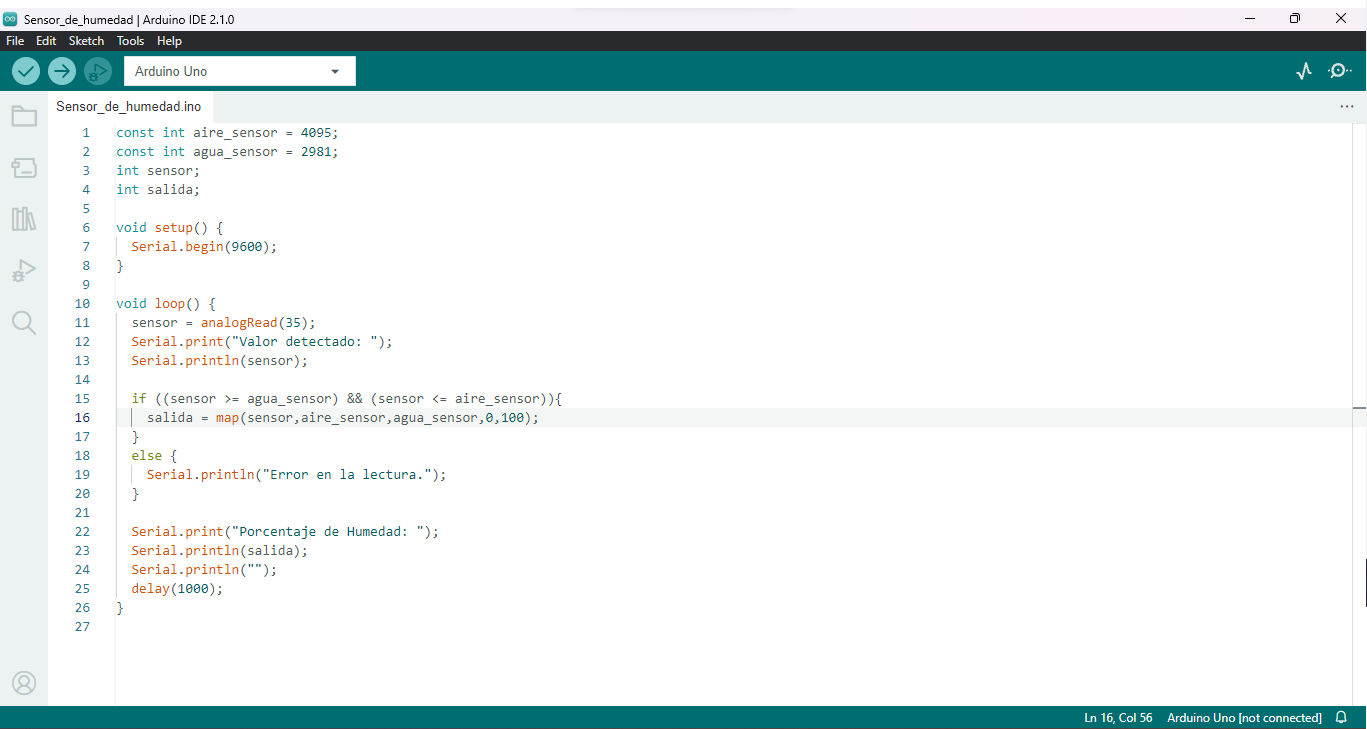 Sensor_de_humedad | Arduino IDE 2.1.0
File Edit Sketch Tools Help
Arduino Uno
Sensor_de_humedad.ino
1 const int aire_sensor = 4095;
2 const int agua_sensor = 2981;
3 int sensor;
4 int salida;
5
6 void setup() {
7 Serial.begin(9600);
8 }
9
10 void loop() {
11 sensor = analogRead(35);
12 Serial.print("Valor detectado: ");
13 Serial.println(sensor);
14
15 if ((sensor >= agua_sensor) && (sensor <= aire_sensor)){
16 salida = map(sensor,aire_sensor,agua_sensor,0,100);
17 }
18 else {
19 Serial.println("Error en la lectura.");
20 }
21
22 Serial.print("Porcentaje de Humedad: ");
23 Serial.println(salida);
24 Serial.println("");
25 delay(1000);
26 }
27
Ln 16, Col 56 Arduino Uno [not connected]